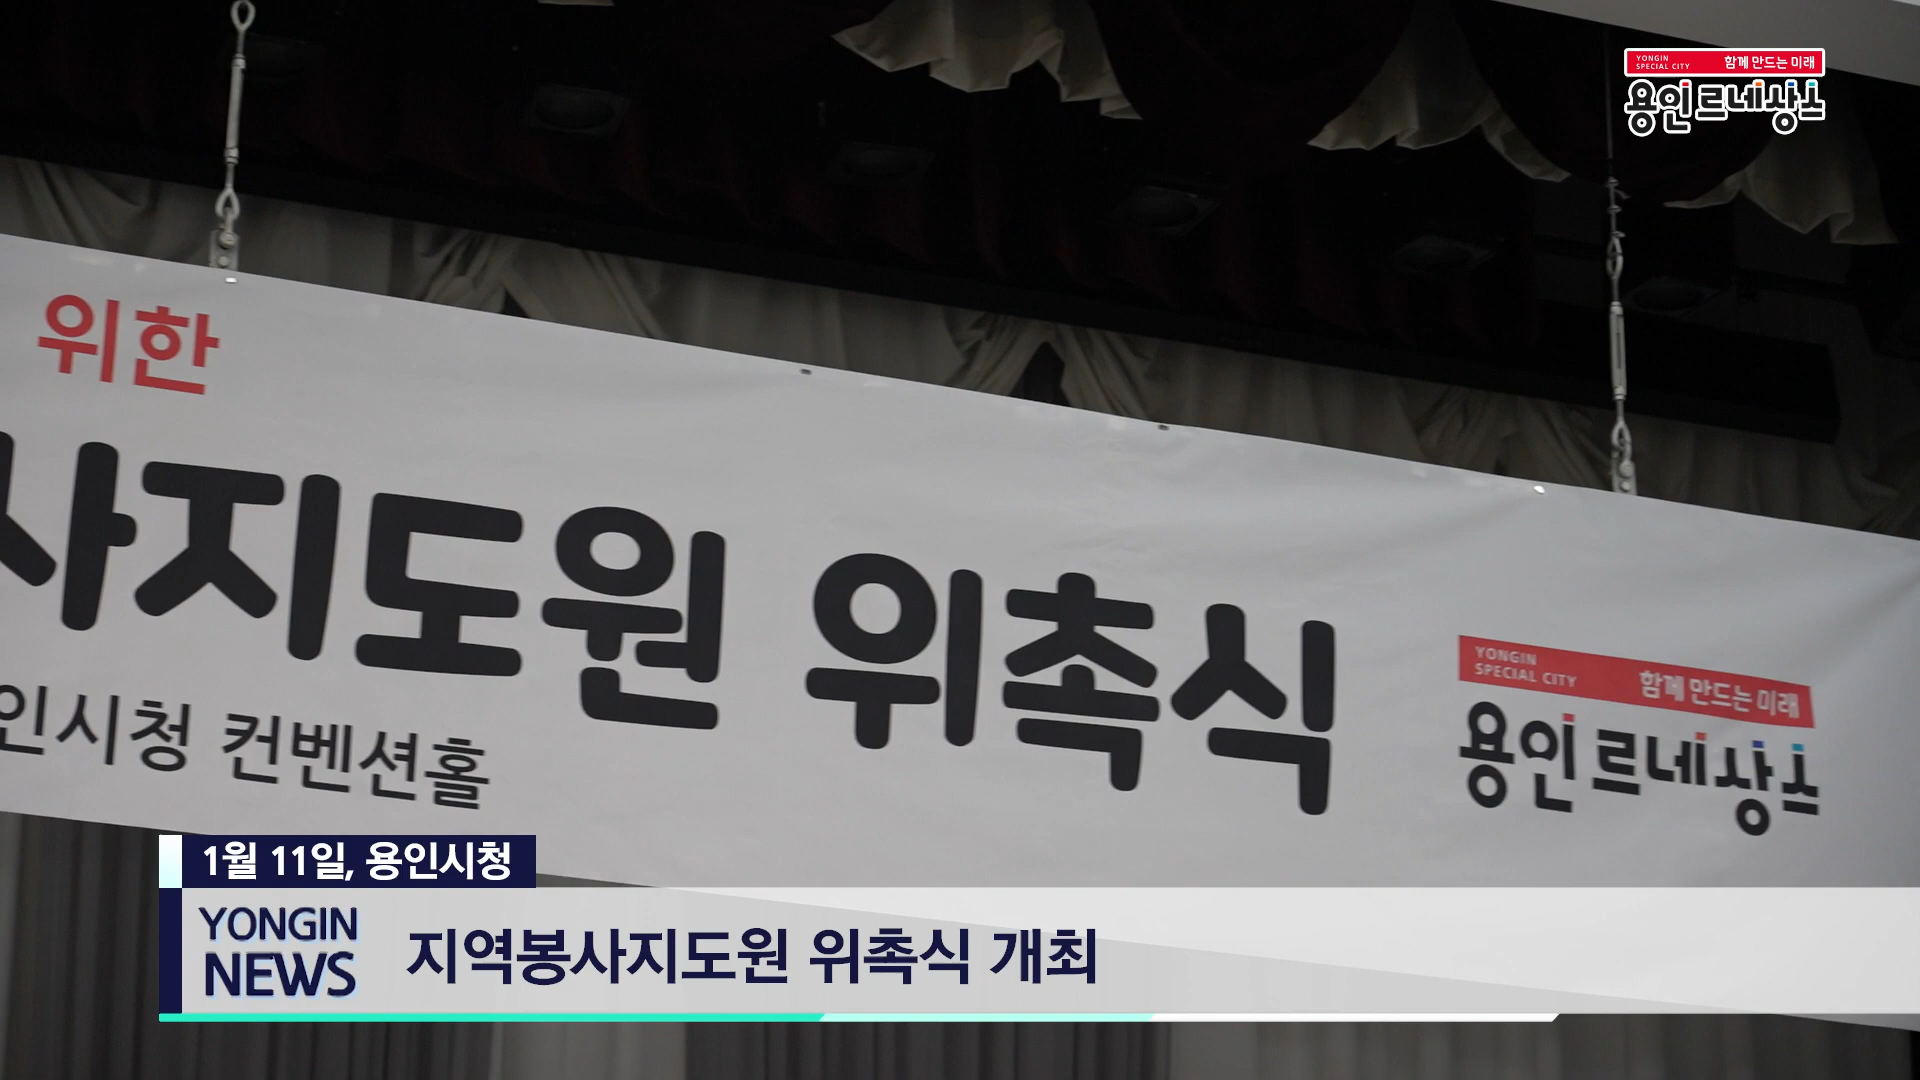 YONGIN
SPECIAL CITY
함께 만드는 미래
용인 르네상스
위한
사지도원 위촉식
인시청 컨벤션홀
YONGIN
SPECIAL CITY
함께 만드는 미래
용인 르네상스
1월 11일, 용인시청
YONGIN
NEWS
지역봉사지도원 위촉식 개최